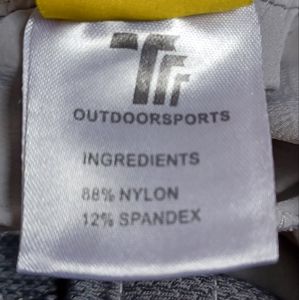 OUTDOORSPORTS
INGREDIENTS
88% NYLON
12% SPANDEX